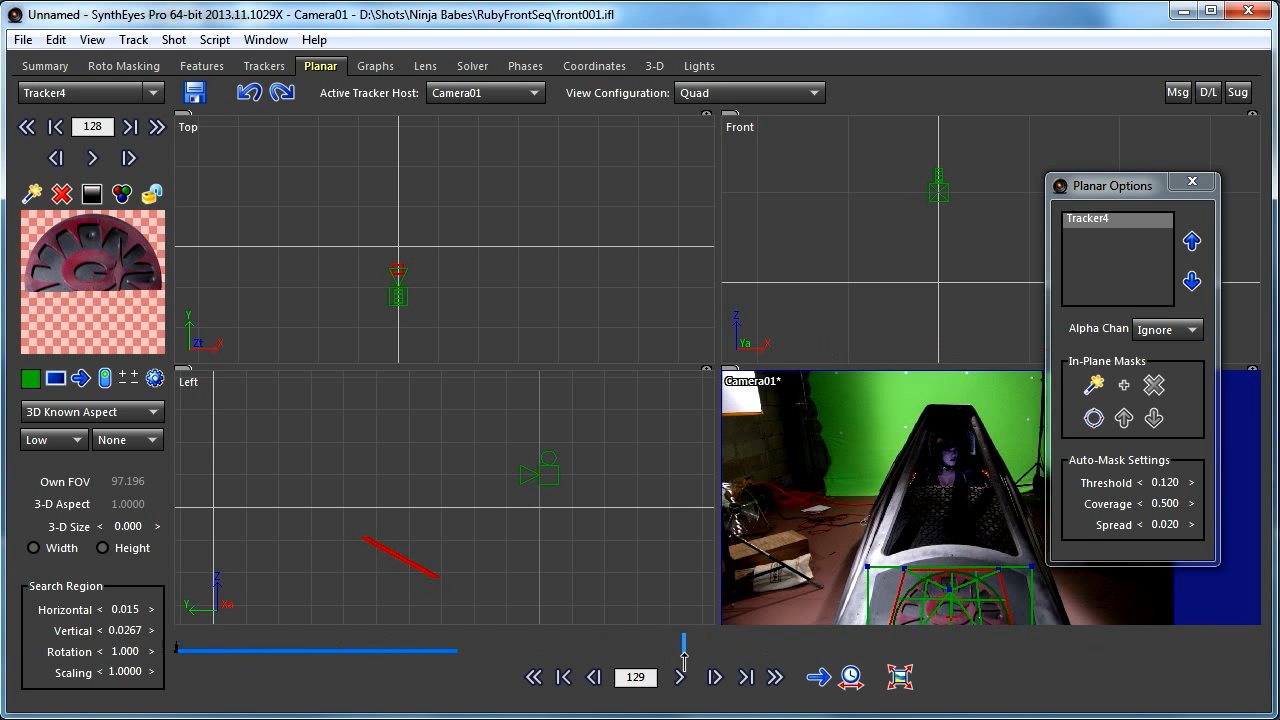 Unnamed - SynthEyes Pro 64-bit 2013.11.1029X - Camera01 - D:\Shots\Ninja Babes\RubyFrontSeq\front001.ifl
File Edit View Track Shot Script Window Help
Summary Roto Masking Features Trackers Planar Graphs Lens Solver Phases Coordinates 3-D Lights
Tracker4 Active Tracker Host: Camera01 View Configuration: Quad Msg D/L Sug
128
Top
Front
Y
Zt X
Z
Ya X
Left
Camera01*
Z
Y Xa
3D Known Aspect
Low None
Own FOV 97.196
3-D Aspect 1.0000
3-D Size < 0.000 >
Width Height
Search Region
Horizontal < 0.015 >
Vertical < 0.0267 >
Rotation < 1.000 >
Scaling < 1.0000 >
Planar Options
Tracker4
Alpha Chan Ignore
In-Plane Masks
Auto-Mask Settings
Threshold < 0.120 >
Coverage < 0.500 >
Spread < 0.020 >
129